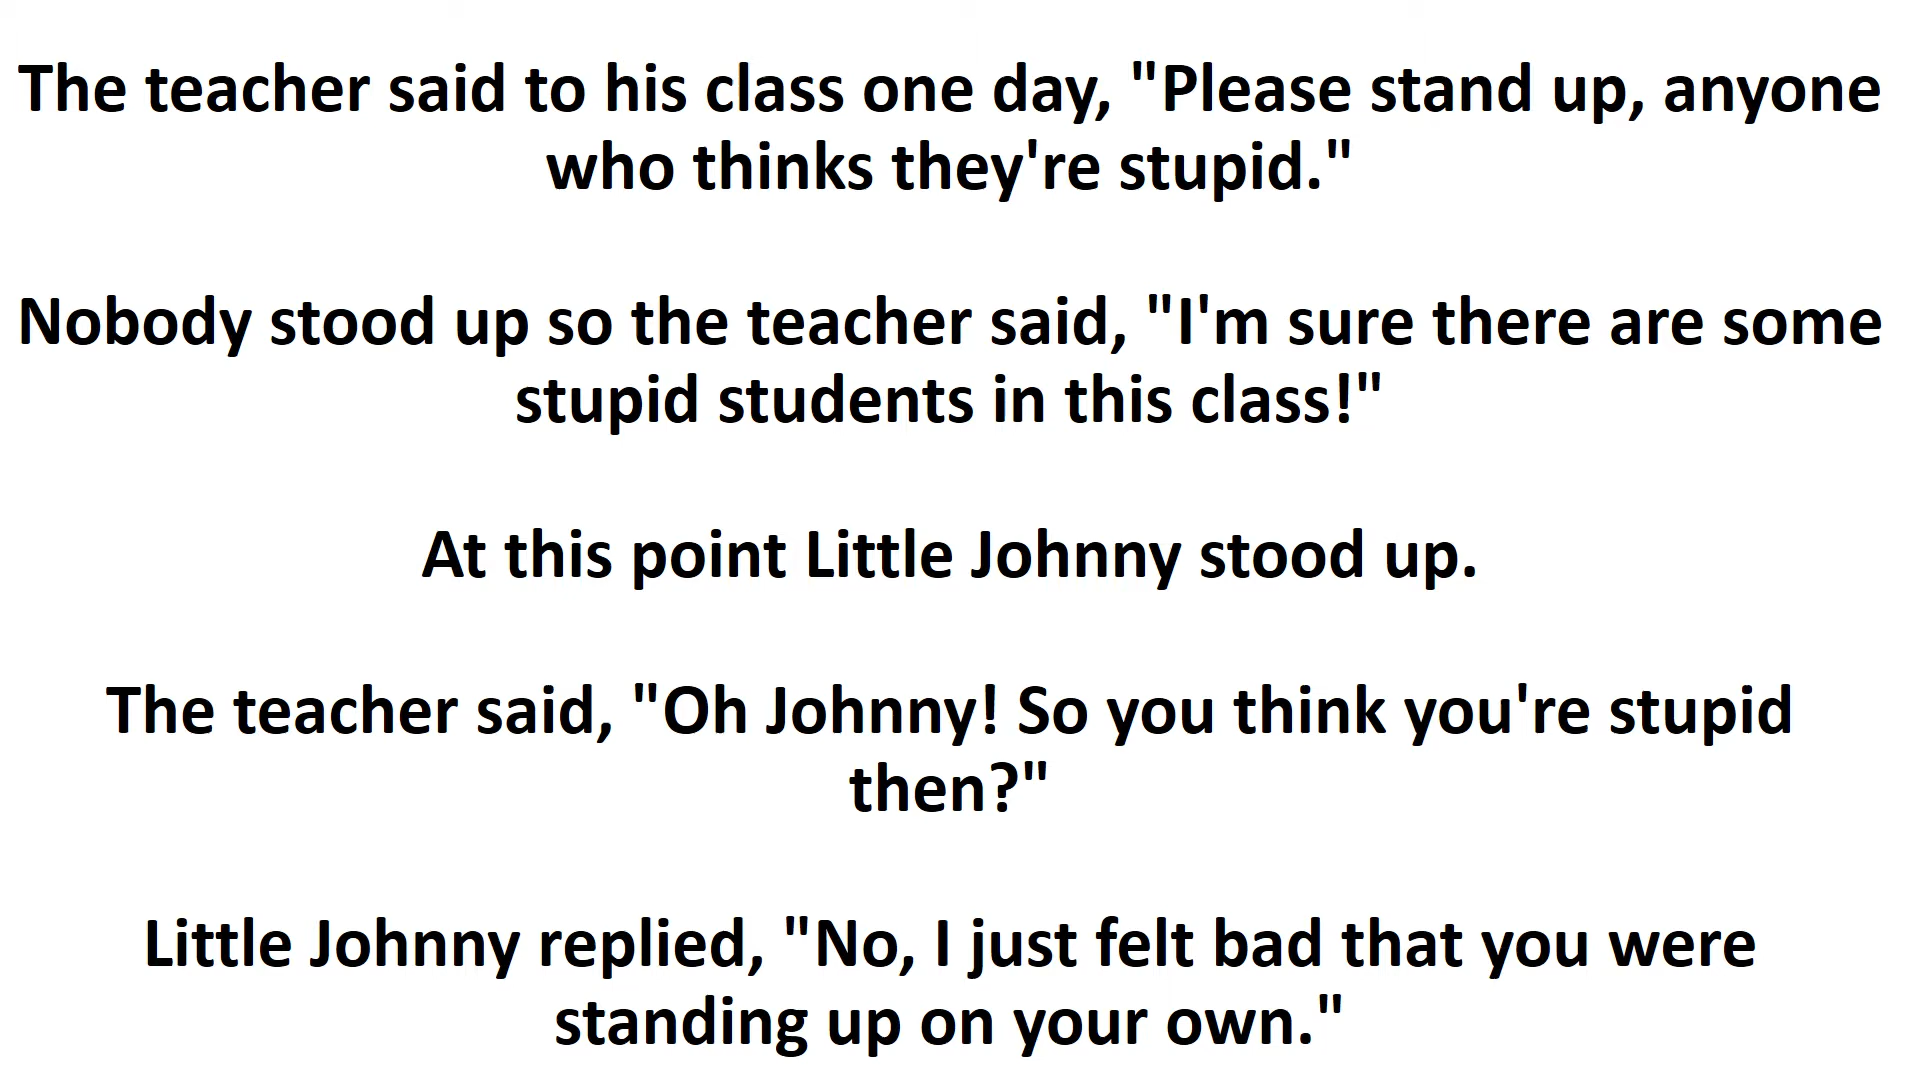 The teacher said to his class one day, "Please stand up, anyone
who thinks they're stupid."
Nobody stood up so the teacher said, "I'm sure there are some
stupid students in this class!"
At this point Little Johnny stood up.
The teacher said, "Oh Johnny! So you think you're stupid
then?"
Little Johnny replied, "No, I just felt bad that you were
standing up on your own."